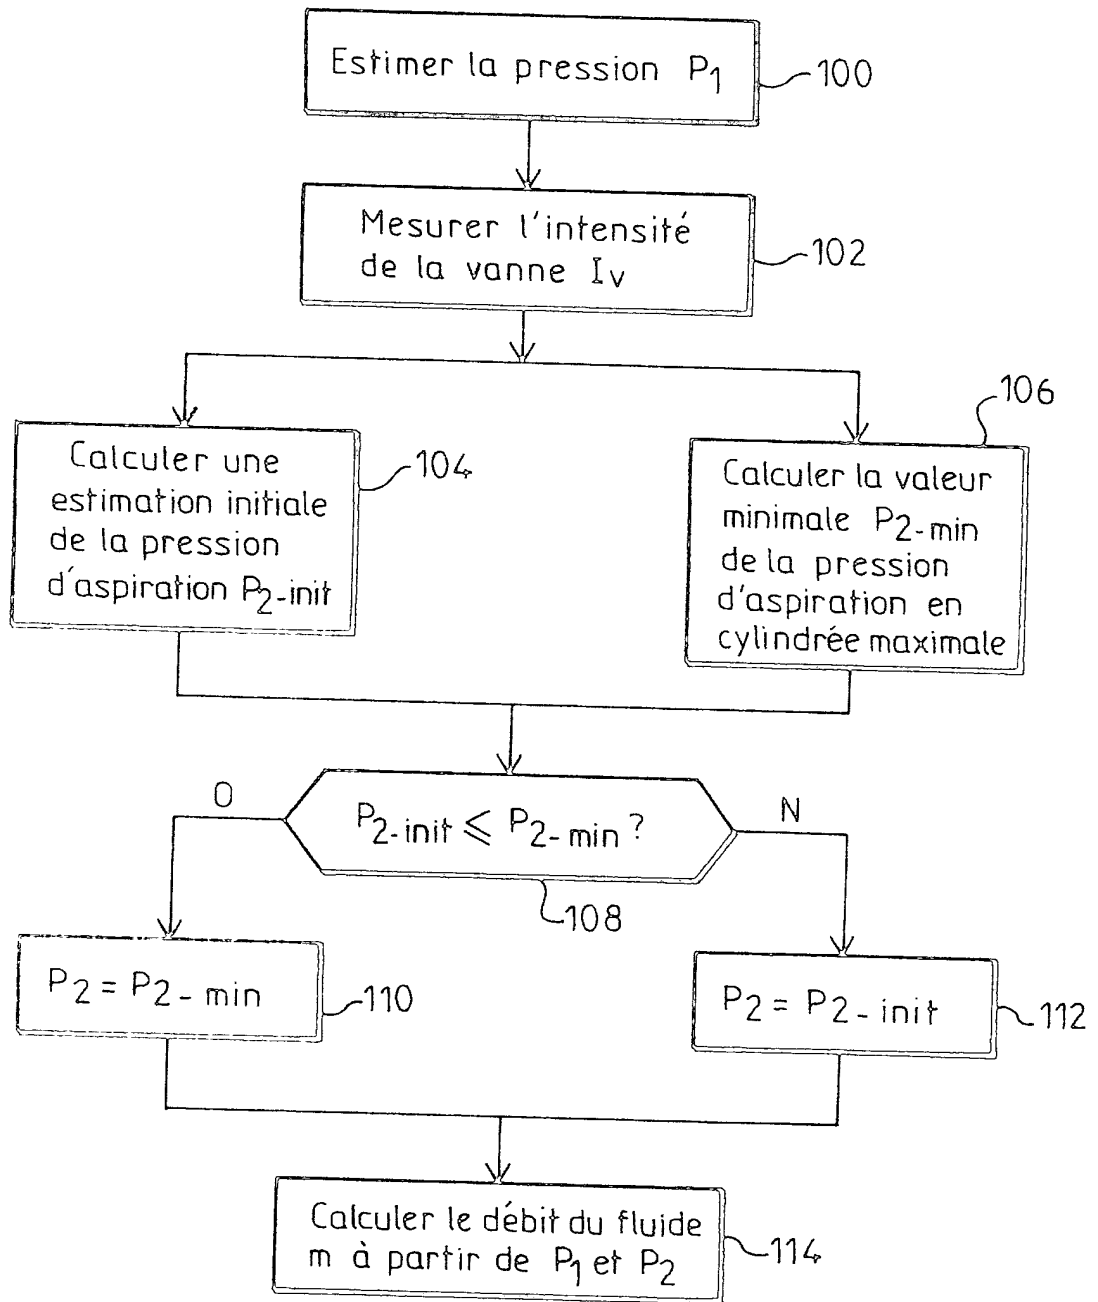 Estimer la pression P1
100
Mesurer l'intensité
de la vanne Iv
102
106
Calculer une
estimation initiale
de la pression
d'aspiration P2-init
104
Calculer la valeur
minimale P2-min
de la pression
d'aspiration en
cylindrée maximale
O
N
P2-init ⩽ P2-min ?
108
P2 = P2-min
110
P2 = P2-init
112
Calculer le débit du fluide
m à partir de P1 et P2
114